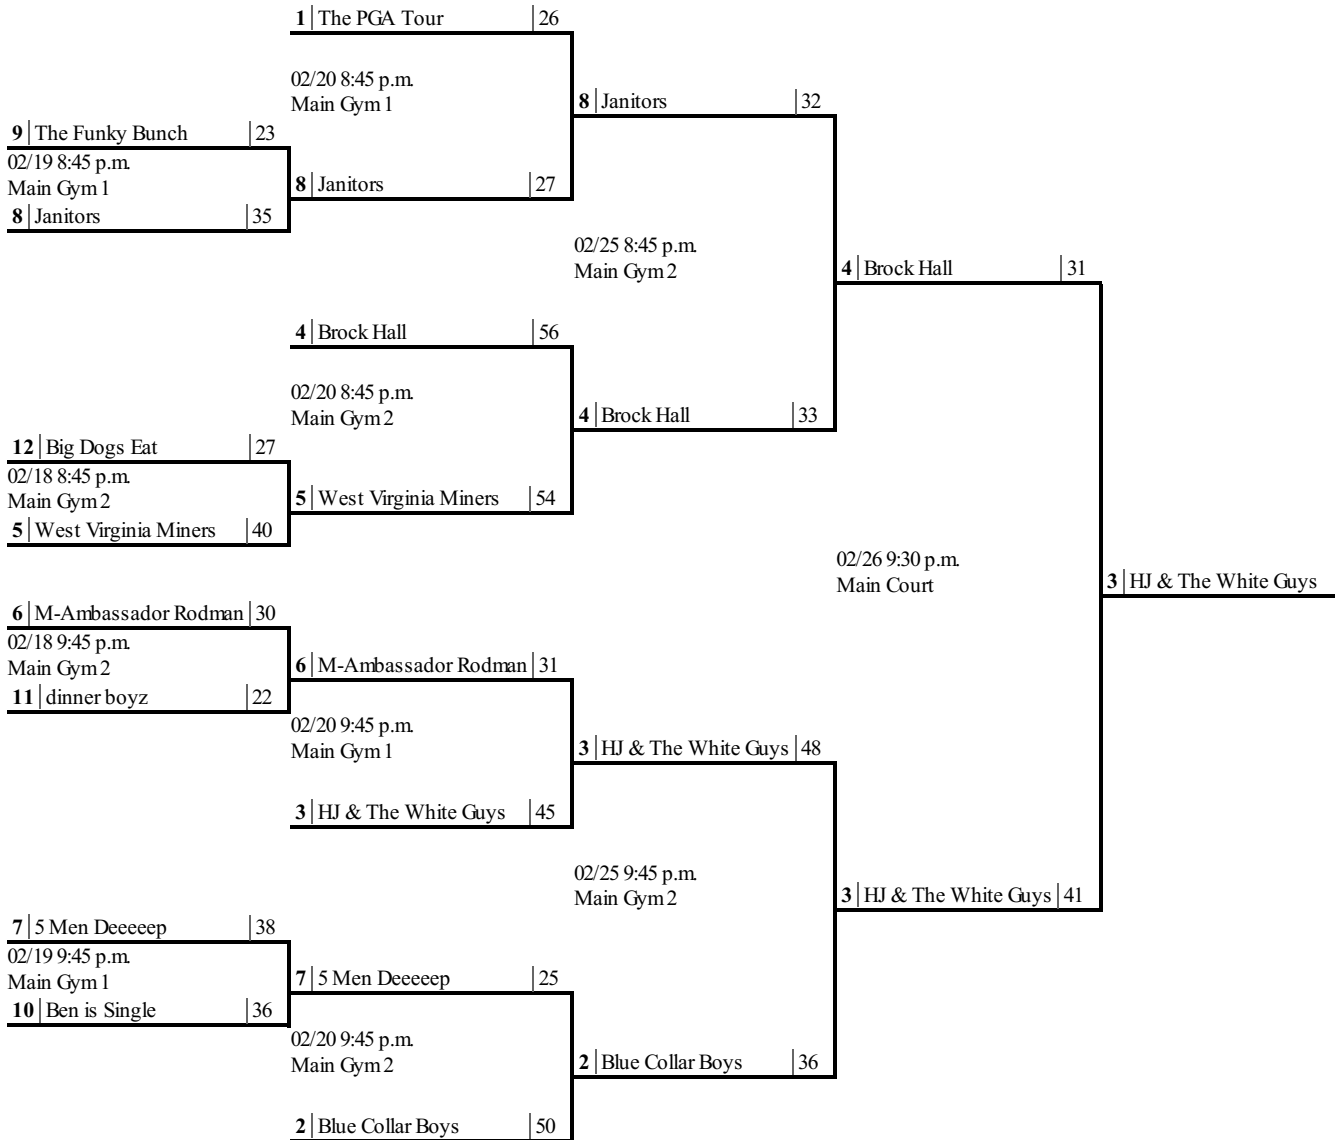 1 The PGA Tour 26
02/20 8:45 p.m.
Main Gym 1
8 Janitors 32
9 The Funky Bunch 23
02/19 8:45 p.m.
Main Gym 1
8 Janitors 27
8 Janitors 35
02/25 8:45 p.m.
Main Gym 2
4 Brock Hall 31
4 Brock Hall 56
02/20 8:45 p.m.
Main Gym 2
4 Brock Hall 33
12 Big Dogs Eat 27
02/18 8:45 p.m.
Main Gym 2
5 West Virginia Miners 54
5 West Virginia Miners 40
02/26 9:30 p.m.
Main Court
3 HJ & The White Guys
6 M-Ambassador Rodman 30
02/18 9:45 p.m.
Main Gym 2
6 M-Ambassador Rodman 31
11 dinner boyz 22
02/20 9:45 p.m.
Main Gym 1
3 HJ & The White Guys 48
3 HJ & The White Guys 45
02/25 9:45 p.m.
Main Gym 2
3 HJ & The White Guys 41
7 5 Men Deeeeep 38
02/19 9:45 p.m.
Main Gym 1
7 5 Men Deeeeep 25
10 Ben is Single 36
02/20 9:45 p.m.
Main Gym 2
2 Blue Collar Boys 36
2 Blue Collar Boys 50